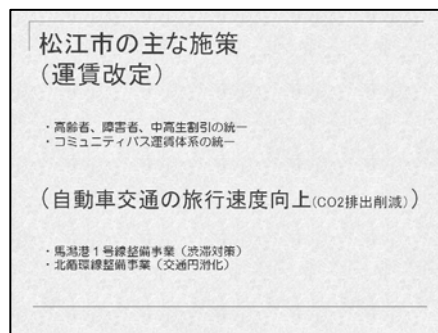 松江市の主な施策
（運賃改定）
・高齢者、障害者、中高生割引の統一
・コミュニティバス運賃体系の統一
（自動車交通の旅行速度向上(CO2排出削減)）
・馬潟港１号線整備事業（渋滞対策）
・北循環線整備事業（交通円滑化）